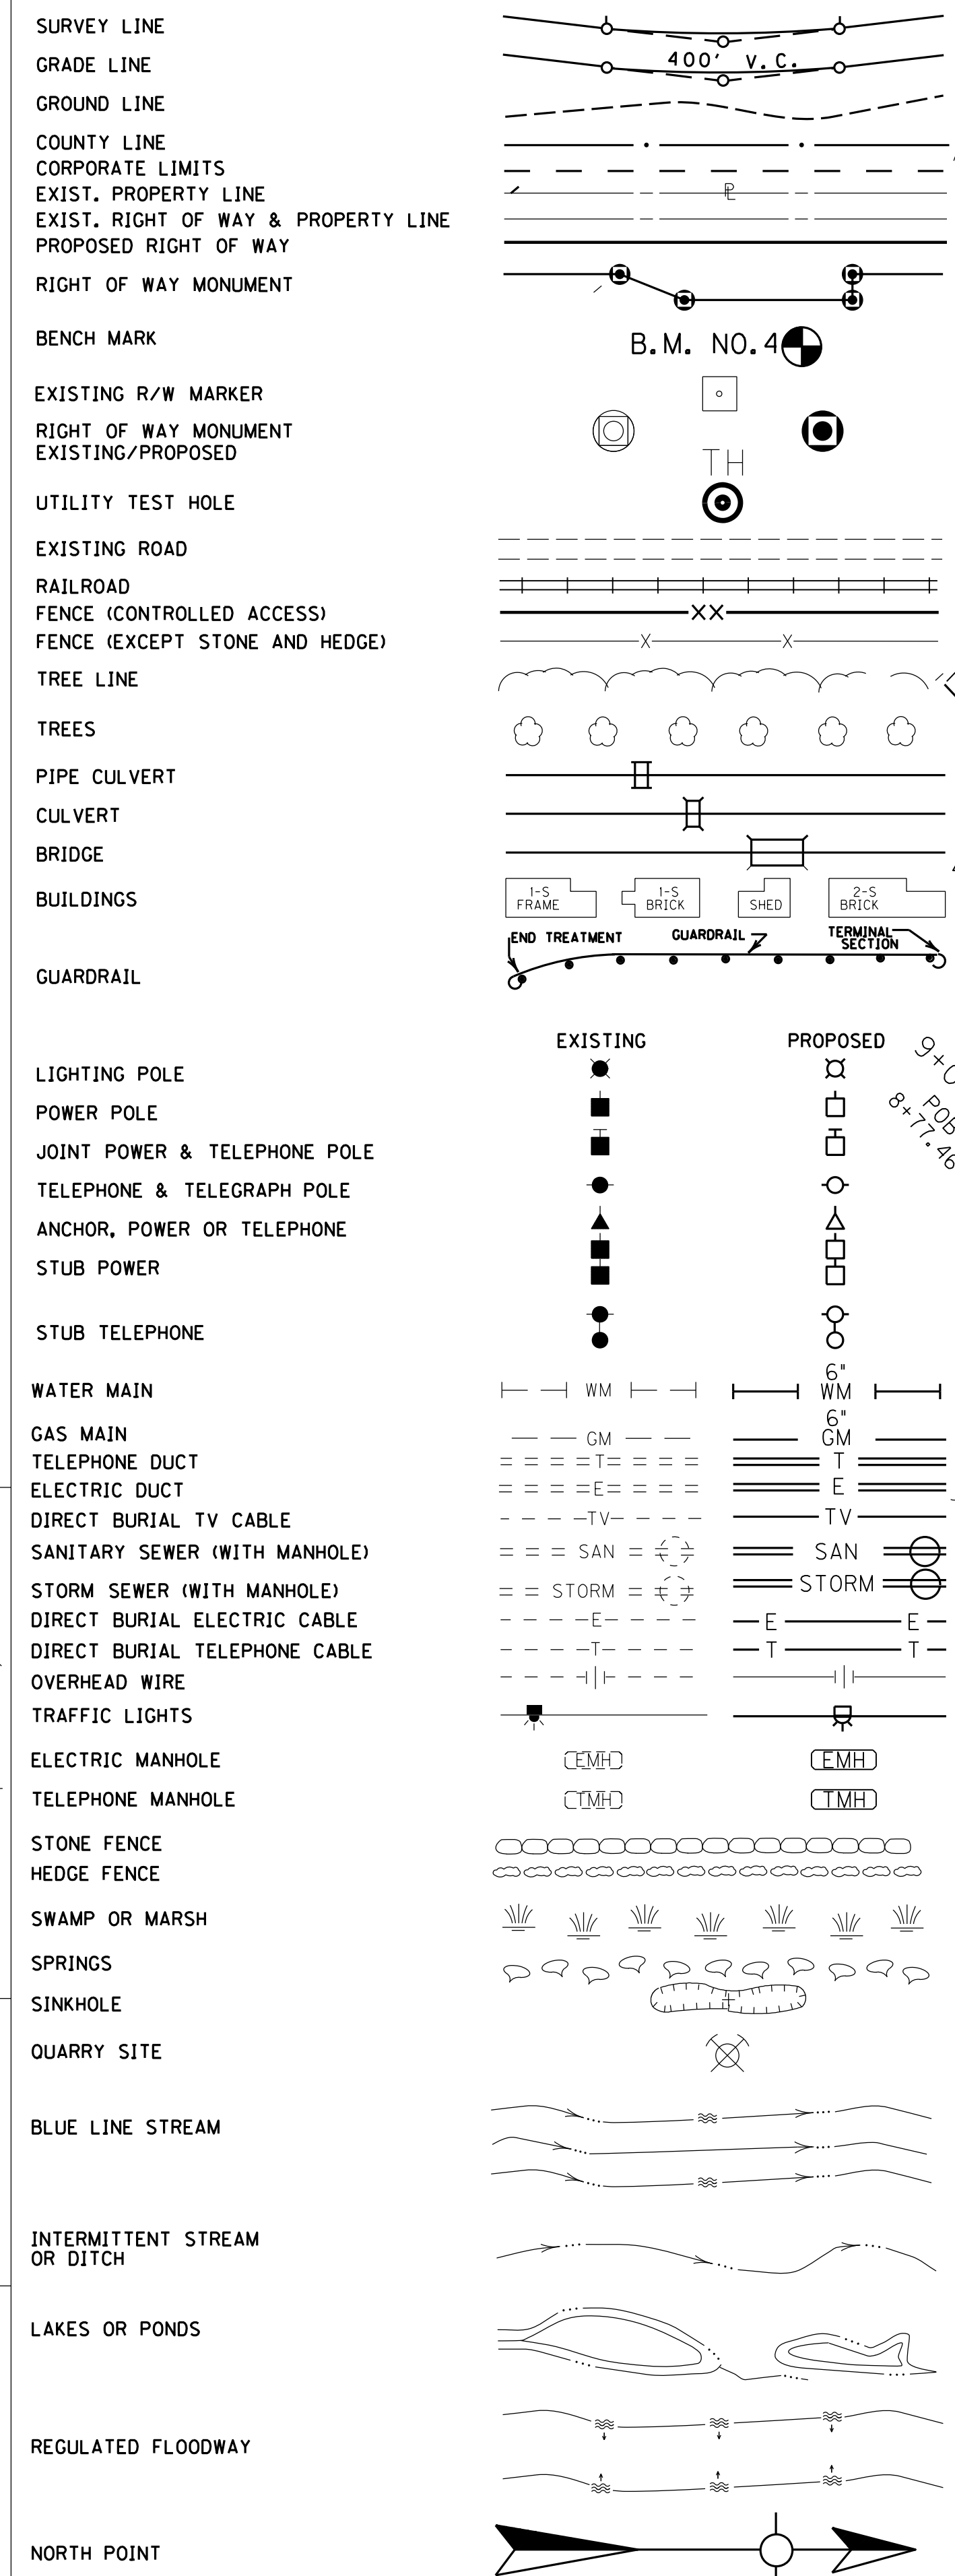 SURVEY LINE
GRADE LINE
400' V.C.
GROUND LINE
COUNTY LINE
CORPORATE LIMITS
EXIST. PROPERTY LINE
PL
EXIST. RIGHT OF WAY & PROPERTY LINE
PROPOSED RIGHT OF WAY
RIGHT OF WAY MONUMENT
BENCH MARK
B.M. NO.4
EXISTING R/W MARKER
RIGHT OF WAY MONUMENT
EXISTING/PROPOSED
TH
UTILITY TEST HOLE
EXISTING ROAD
RAILROAD
FENCE (CONTROLLED ACCESS)
XX
FENCE (EXCEPT STONE AND HEDGE)
X X
TREE LINE
TREES
PIPE CULVERT
CULVERT
BRIDGE
BUILDINGS
1-S
FRAME
1-S
BRICK
SHED
2-S
BRICK
END TREATMENT
GUARDRAIL
TERMINAL
SECTION
GUARDRAIL
EXISTING PROPOSED
9+0
POB
8+77.46
LIGHTING POLE
POWER POLE
JOINT POWER & TELEPHONE POLE
TELEPHONE & TELEGRAPH POLE
ANCHOR, POWER OR TELEPHONE
STUB POWER
STUB TELEPHONE
6"
WATER MAIN WM WM
6"
GAS MAIN GM GM
TELEPHONE DUCT T T
ELECTRIC DUCT E E
DIRECT BURIAL TV CABLE TV TV
SANITARY SEWER (WITH MANHOLE) SAN SAN
STORM SEWER (WITH MANHOLE) STORM STORM
DIRECT BURIAL ELECTRIC CABLE E E E
DIRECT BURIAL TELEPHONE CABLE T T T
OVERHEAD WIRE
TRAFFIC LIGHTS
ELECTRIC MANHOLE EMH EMH
TELEPHONE MANHOLE TMH TMH
STONE FENCE
HEDGE FENCE
SWAMP OR MARSH
SPRINGS
SINKHOLE
QUARRY SITE
BLUE LINE STREAM
INTERMITTENT STREAM
OR DITCH
LAKES OR PONDS
REGULATED FLOODWAY
NORTH POINT